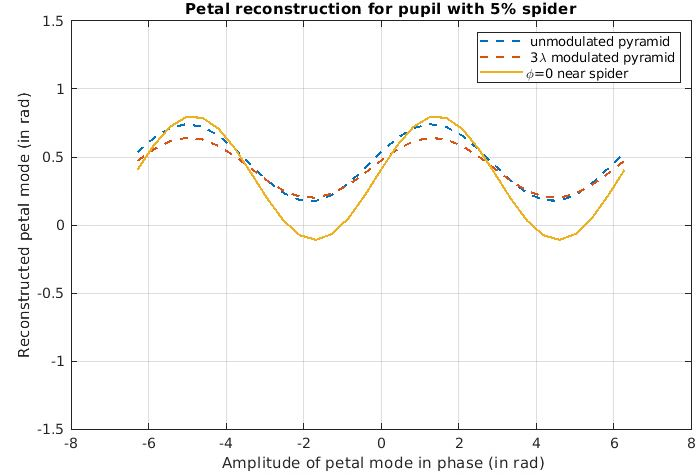 Petal reconstruction for pupil with 5% spider
unmodulated pyramid
3λ modulated pyramid
ϕ=0 near spider
Reconstructed petal mode (in rad)
1.5
1
0.5
0
-0.5
-1
-1.5
-8 -6 -4 -2 0 2 4 6 8
Amplitude of petal mode in phase (in rad)